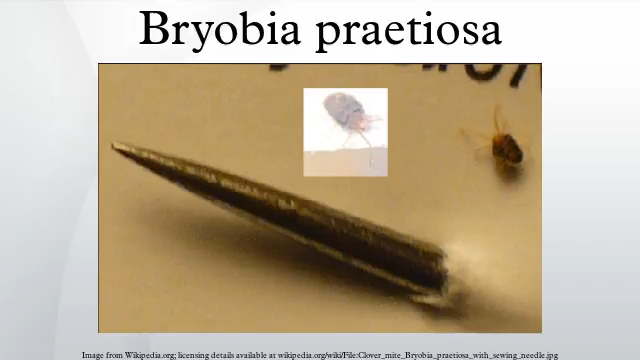 Bryobia praetiosa
Image from Wikipedia.org; licensing details available at wikipedia.org/wiki/File:Clover_mite_Bryobia_praetiosa_with_sewing_needle.jpg